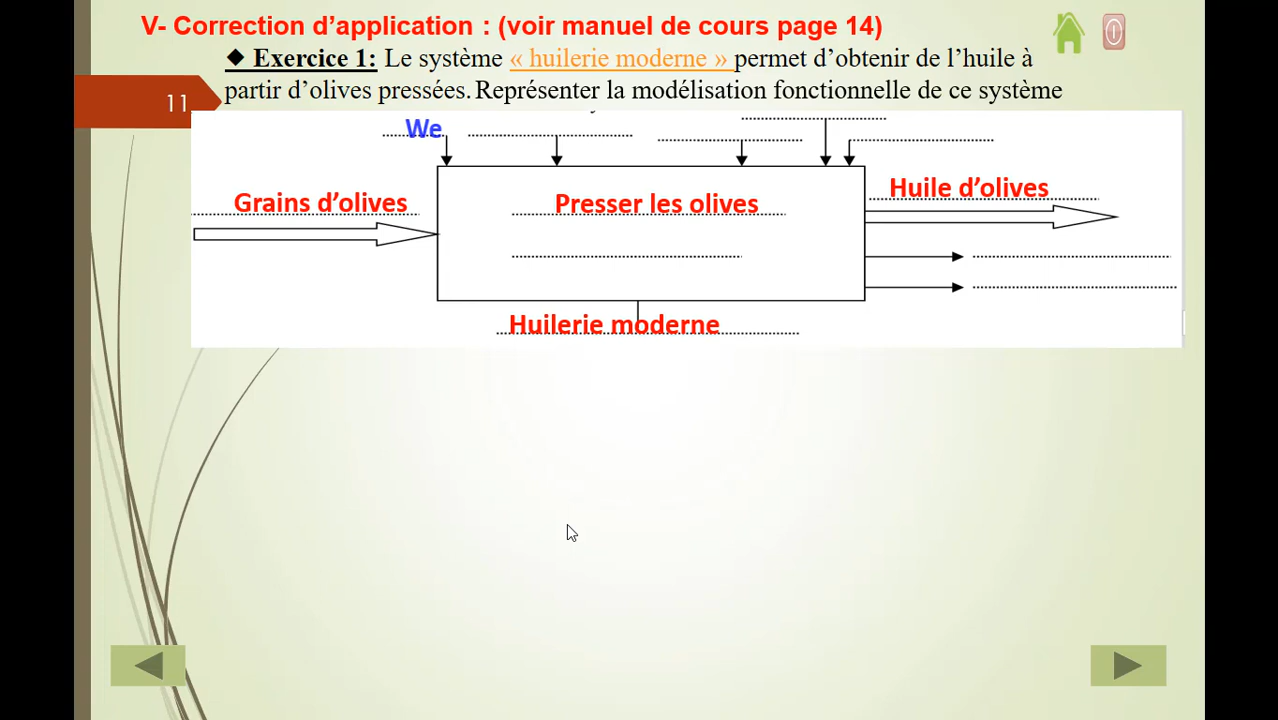 V- Correction d’application : (voir manuel de cours page 14)
◆ Exercice 1: Le système « huilerie moderne » permet d’obtenir de l’huile à
11
partir d’olives pressées. Représenter la modélisation fonctionnelle de ce système
We
Grains d’olives
Presser les olives
Huile d’olives
Huilerie moderne